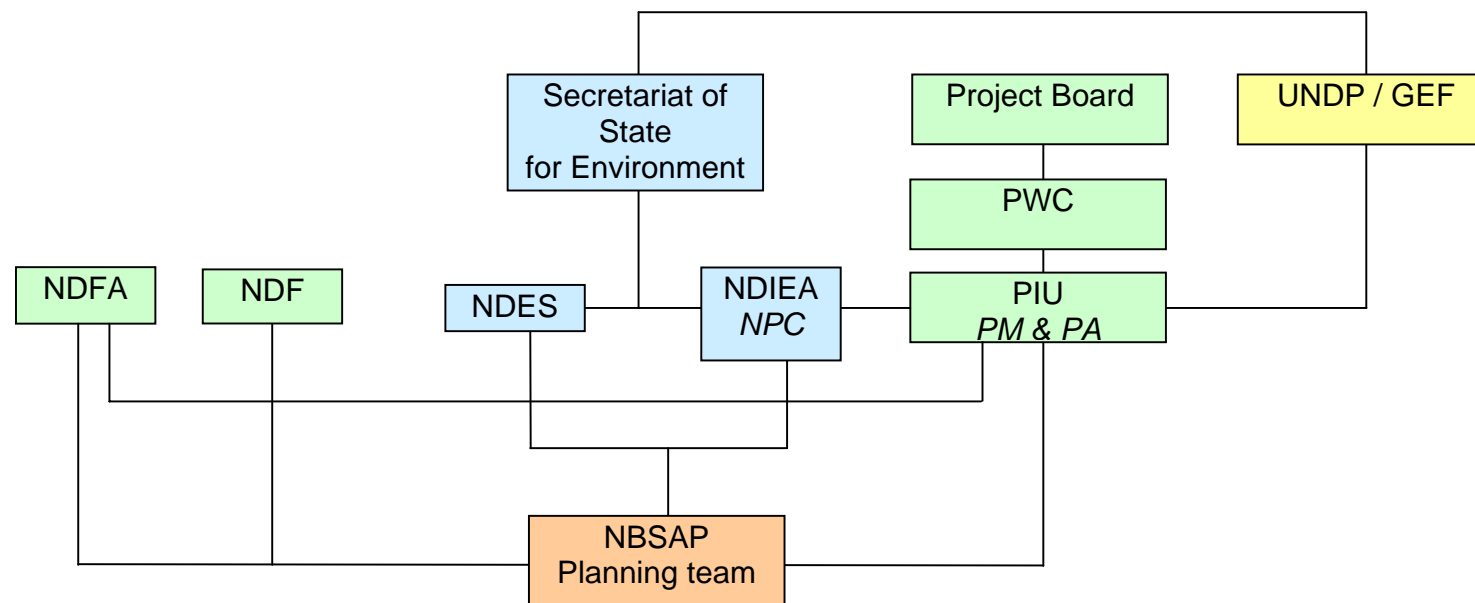 Secretariat of
State
for Environment
Project Board
UNDP / GEF
PWC
NDFA
NDF
NDES
NDIEA
NPC
PIU
PM & PA
NBSAP
Planning team